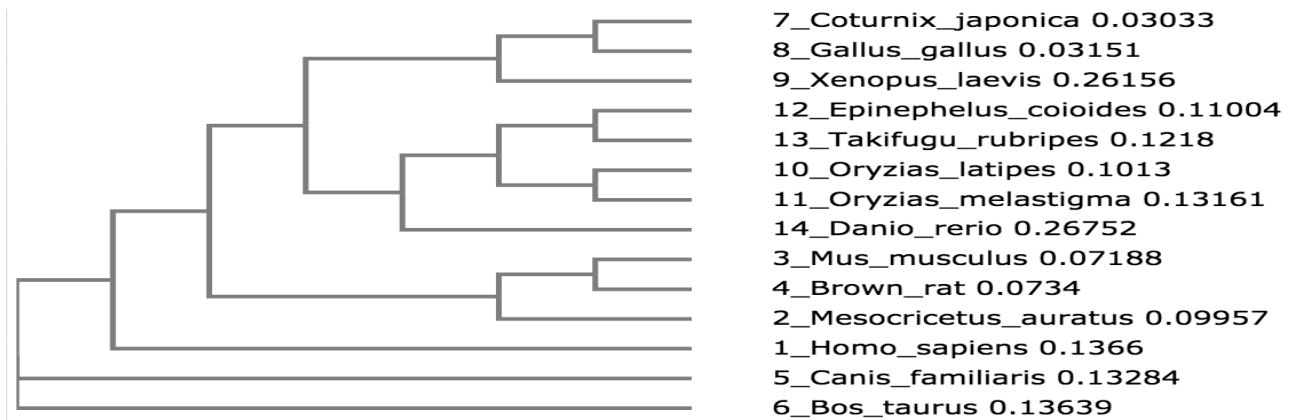 7_Coturnix_japonica 0.03033
8_Gallus_gallus 0.03151
9_Xenopus_laevis 0.26156
12_Epinephelus_coioides 0.11004
13_Takifugu_rubripes 0.1218
10_Oryzias_latipes 0.1013
11_Oryzias_melastigma 0.13161
14_Danio_rerio 0.26752
3_Mus_musculus 0.07188
4_Brown_rat 0.0734
2_Mesocricetus_auratus 0.09957
1_Homo_sapiens 0.1366
5_Canis_familiaris 0.13284
6_Bos_taurus 0.13639